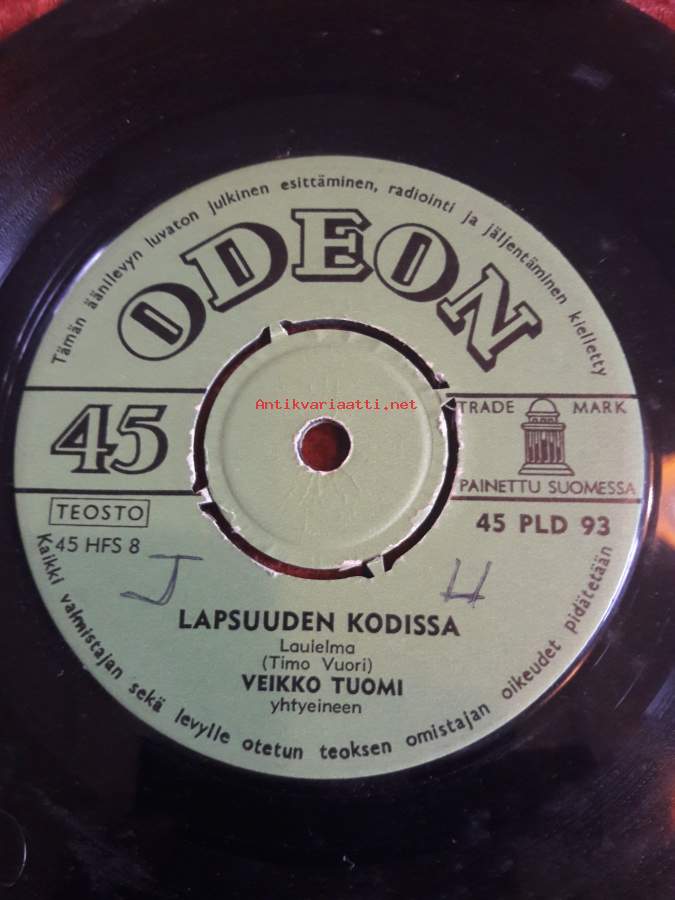 Tämän äänilevyn luvaton julkinen esittäminen, radiointi ja jäljentäminen kielletty
ODEON
Antikvariaatti.net
45
TRADE MARK
PAINETTU SUOMESSA
TEOSTO
45 PLD 93
45 HFS 8
J H
LAPSUUDEN KODISSA
Laulelma
(Timo Vuori)
VEIKKO TUOMI
yhtyeineen
Kaikki valmistajan sekä levylle otetun teoksen omistajan oikeudet pidätetään